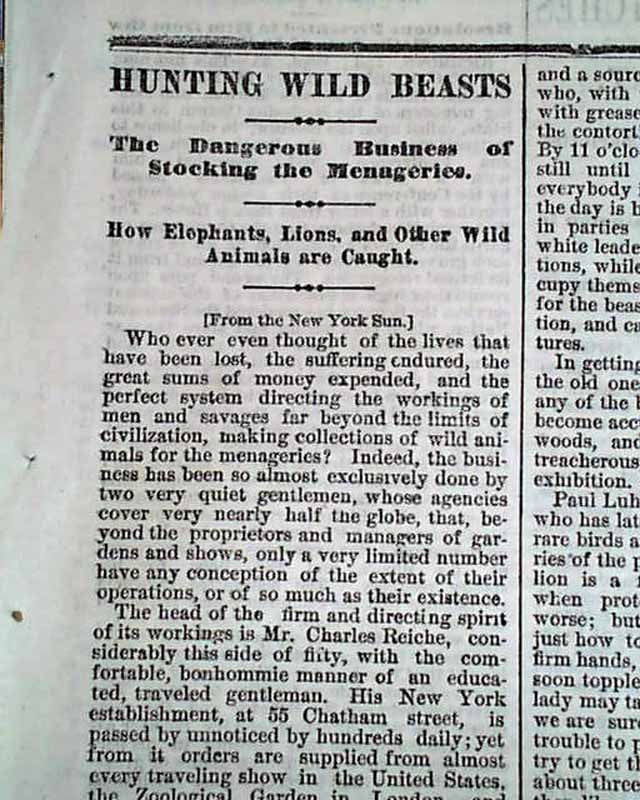 HUNTING WILD BEASTS
The Dangerous Business of
Stocking the Menageries.
How Elephants, Lions, and Other Wild
Animals are Caught.
[From the New York Sun.]
Who ever even thought of the lives that
have been lost, the suffering endured, the
great sums of money expended, and the
perfect system directing the workings of
men and savages far beyond the limits of
civilization, making collections of wild ani-
mals for the menageries? Indeed, the busi-
ness has been so almost exclusively done by
two very quiet gentlemen, whose agencies
cover very nearly half the globe, that, be-
yond the proprietors and managers of gar-
dens and shows, only a very limited number
have any conception of the extent of their
operations, or of so much as their existence.
The head of the firm and directing spirit
of its workings is Mr. Charles Reiche, con-
siderably this side of fifty, with the com-
fortable, bonhommie manner of an educa-
ted, traveled gentleman. His New York
establishment, at 55 Chatham street, is
passed by unnoticed by hundreds daily; yet
from it orders are supplied from almost
every traveling show in the United States,
the Zoological Garden in London, and
and a sourc
who, with
with grease
the contort
By 11 o'clo
still until
everybody
the day is b
in parties
white leade
tions, while
cupy thems
for the beas
tion, and ca
tures.
In getting
the old one
any of the b
become acc
woods, and
treacherous
exhibition.
Paul Luh
who has lat
rare birds a
ries of the p
lion is a
when prot
worse; but
just how to
firm hands,
soon topple
lady may ta
we are sure
trouble to p
try to get th
about three